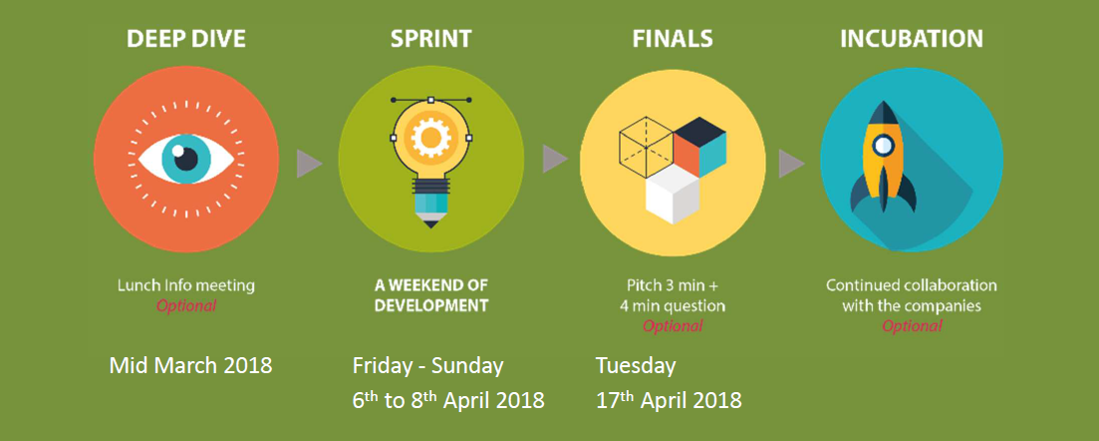 DEEP DIVE
Lunch Info meeting
Optional
Mid March 2018
SPRINT
A WEEKEND OF
DEVELOPMENT
Friday - Sunday
6th to 8th April 2018
FINALS
Pitch 3 min +
4 min question
Optional
Tuesday
17th April 2018
INCUBATION
Continued collaboration
with the companies
Optional